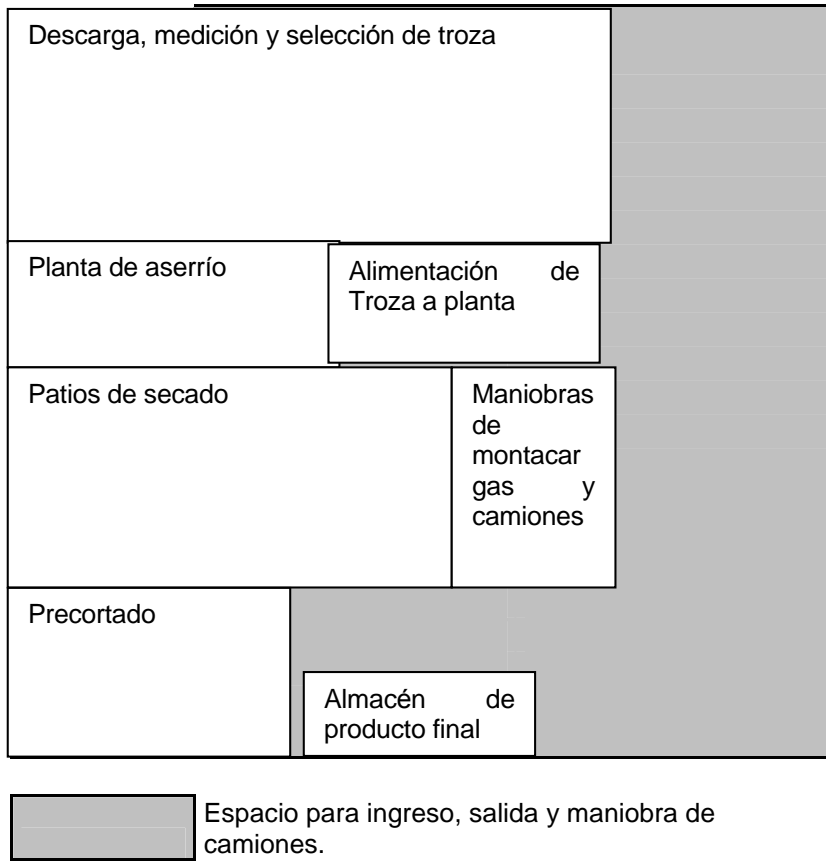 Descarga, medición y selección de troza
Planta de aserrío
Alimentación de
Troza a planta
Patios de secado
Maniobras
de
montacar
gas y
camiones
Precortado
Almacén de
producto final
Espacio para ingreso, salida y maniobra de
camiones.